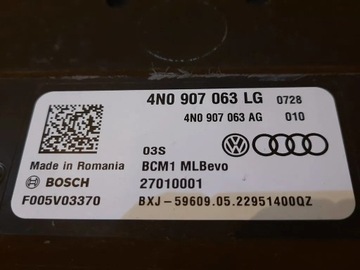 4N0 907 063 LG 0728
4N0 907 063 AG 010
03S
Made in Romania BCM1 MLBevo
BOSCH 27010001
F005V03370 BXJ-59609.05.22951400QZ